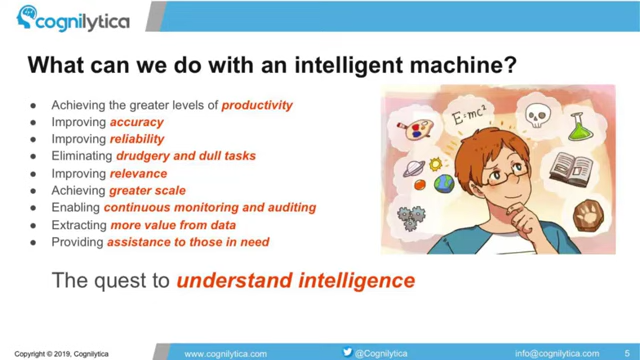 cognilytica
What can we do with an intelligent machine?
● Achieving the greater levels of productivity
● Improving accuracy
● Improving reliability
● Eliminating drudgery and dull tasks
● Improving relevance
● Achieving greater scale
● Enabling continuous monitoring and auditing
● Extracting more value from data
● Providing assistance to those in need
E=mc²
The quest to understand intelligence
Copyright © 2019, Cognilytica www.cognilytica.com @Cognilytica info@cognilytica.com 5